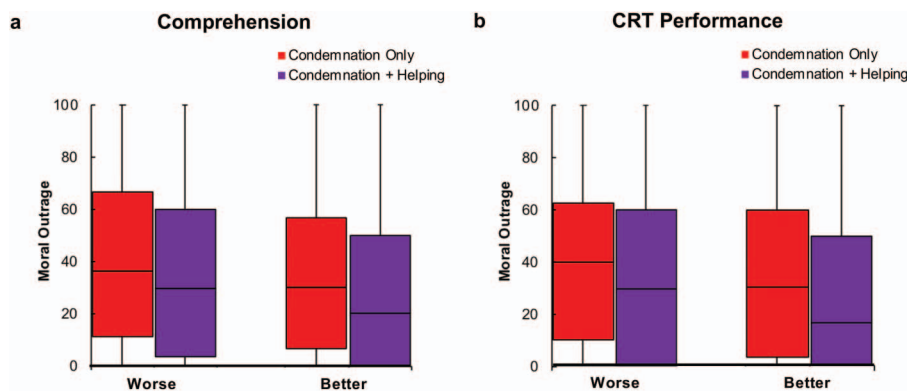 a Comprehension
Condemnation Only
Condemnation + Helping
Moral Outrage
100
80
60
40
20
0
Worse Better
b CRT Performance
Condemnation Only
Condemnation + Helping
Moral Outrage
100
80
60
40
20
0
Worse Better